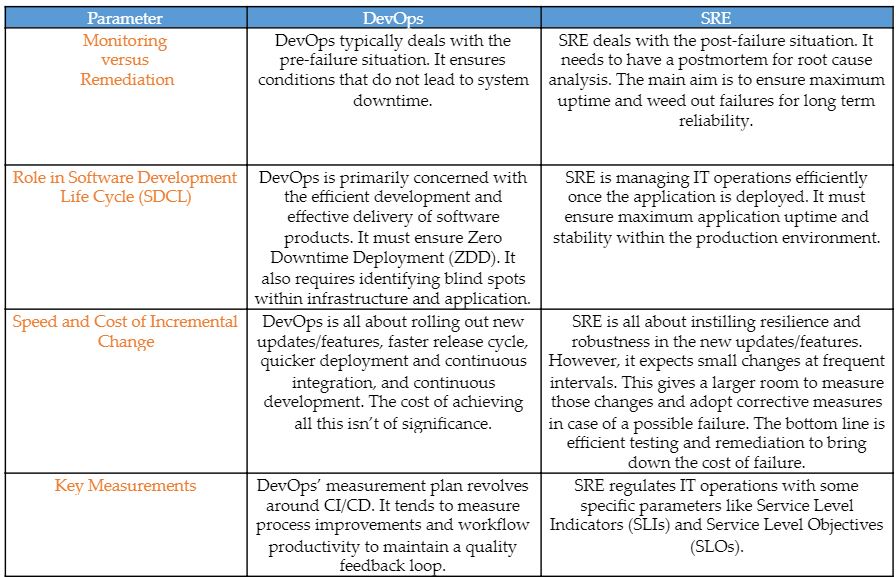 Parameter
DevOps
SRE
Monitoring
versus
Remediation
DevOps typically deals with the
pre-failure situation. It ensures
conditions that do not lead to system
downtime.
SRE deals with the post-failure situation. It
needs to have a postmortem for root cause
analysis. The main aim is to ensure maximum
uptime and weed out failures for long term
reliability.
Role in Software Development
Life Cycle (SDCL)
DevOps is primarily concerned with
the efficient development and
effective delivery of software
products. It must ensure Zero
Downtime Deployment (ZDD). It
also requires identifying blind spots
within infrastructure and application.
SRE is managing IT operations efficiently
once the application is deployed. It must
ensure maximum application uptime and
stability within the production environment.
Speed and Cost of Incremental
Change
DevOps is all about rolling out new
updates/features, faster release cycle,
quicker deployment and continuous
integration, and continuous
development. The cost of achieving
all this isn't of significance.
SRE is all about instilling resilience and
robustness in the new updates/features.
However, it expects small changes at frequent
intervals. This gives a larger room to measure
those changes and adopt corrective measures
in case of a possible failure. The bottom line is
efficient testing and remediation to bring
down the cost of failure.
Key Measurements
DevOps' measurement plan revolves
around CI/CD. It tends to measure
process improvements and workflow
productivity to maintain a quality
feedback loop.
SRE regulates IT operations with some
specific parameters like Service Level
Indicators (SLIs) and Service Level Objectives
(SLOs).